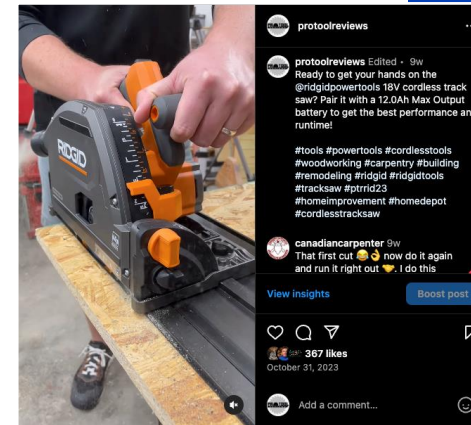 RIDGID
protoolreviews
protoolreviews Edited · 9w
Ready to get your hands on the
@ridgidpowertools 18V cordless track
saw? Pair it with a 12.0Ah Max Output
battery to get the best performance an
runtime!
#tools #powertools #cordlesstools
#woodworking #carpentry #building
#remodeling #ridgid #ridgidtools
#tracksaw #ptrrid23
#homeimprovement #homedepot
#cordlesstracksaw
canadiancarpenter 9w
That first cut 😂👌 now do it again
and run it right out 🤝. I do this
View insights
Boost post
367 likes
October 31, 2023
Add a comment...